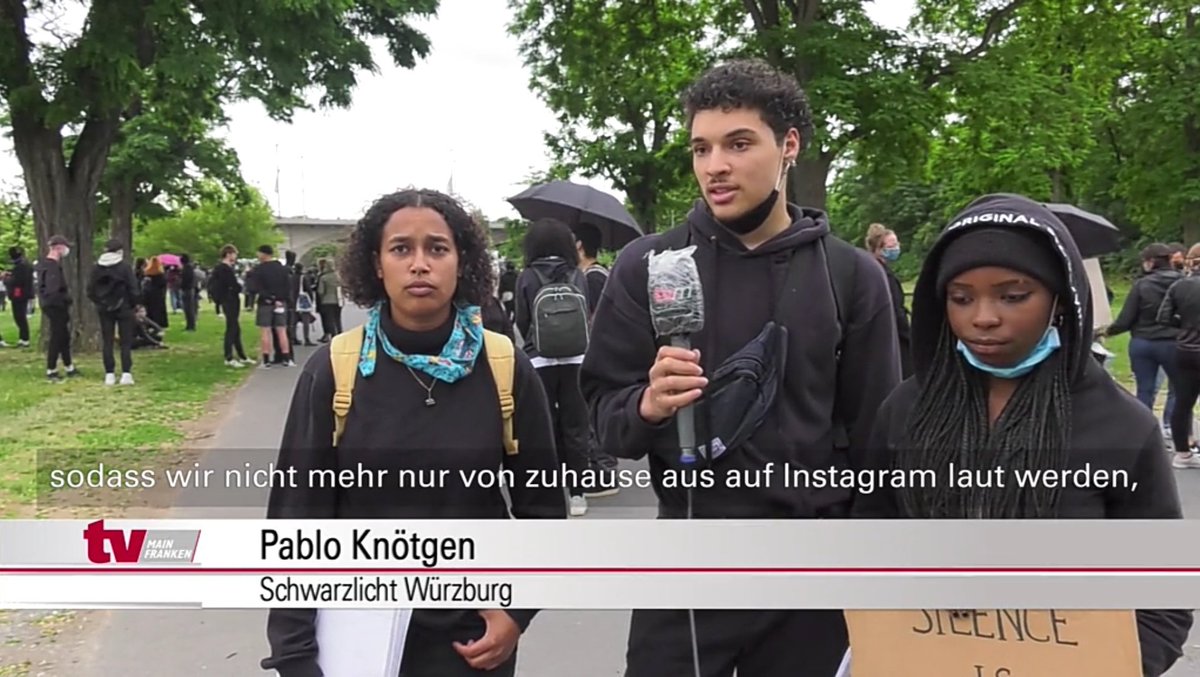 ORIGINAL
sodass wir nicht mehr nur von zuhause aus auf Instagram laut werden,
tv MAIN FRANKEN
Pablo Knötgen
Schwarzlicht Würzburg
SILENCE
IS